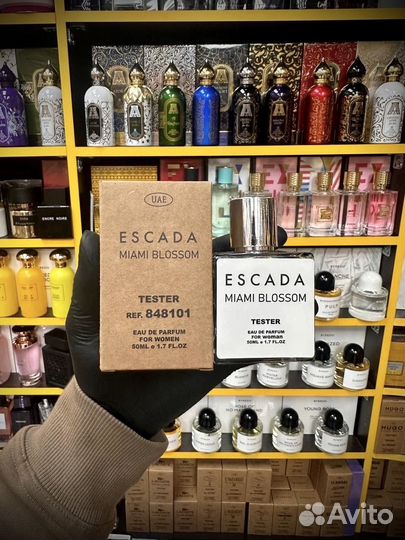 UAE
ESCADA
MIAMI BLOSSOM
TESTER
REF. 848101
EAU DE PARFUM
FOR WOMEN
50ML e 1.7 FL.OZ
ESCADA
MIAMI BLOSSOM
TESTER
EAU DE PARFUM
FOR woman
50ML e 1.7 FL.OZ
ENCRE NOIRE
HUGO
Avito